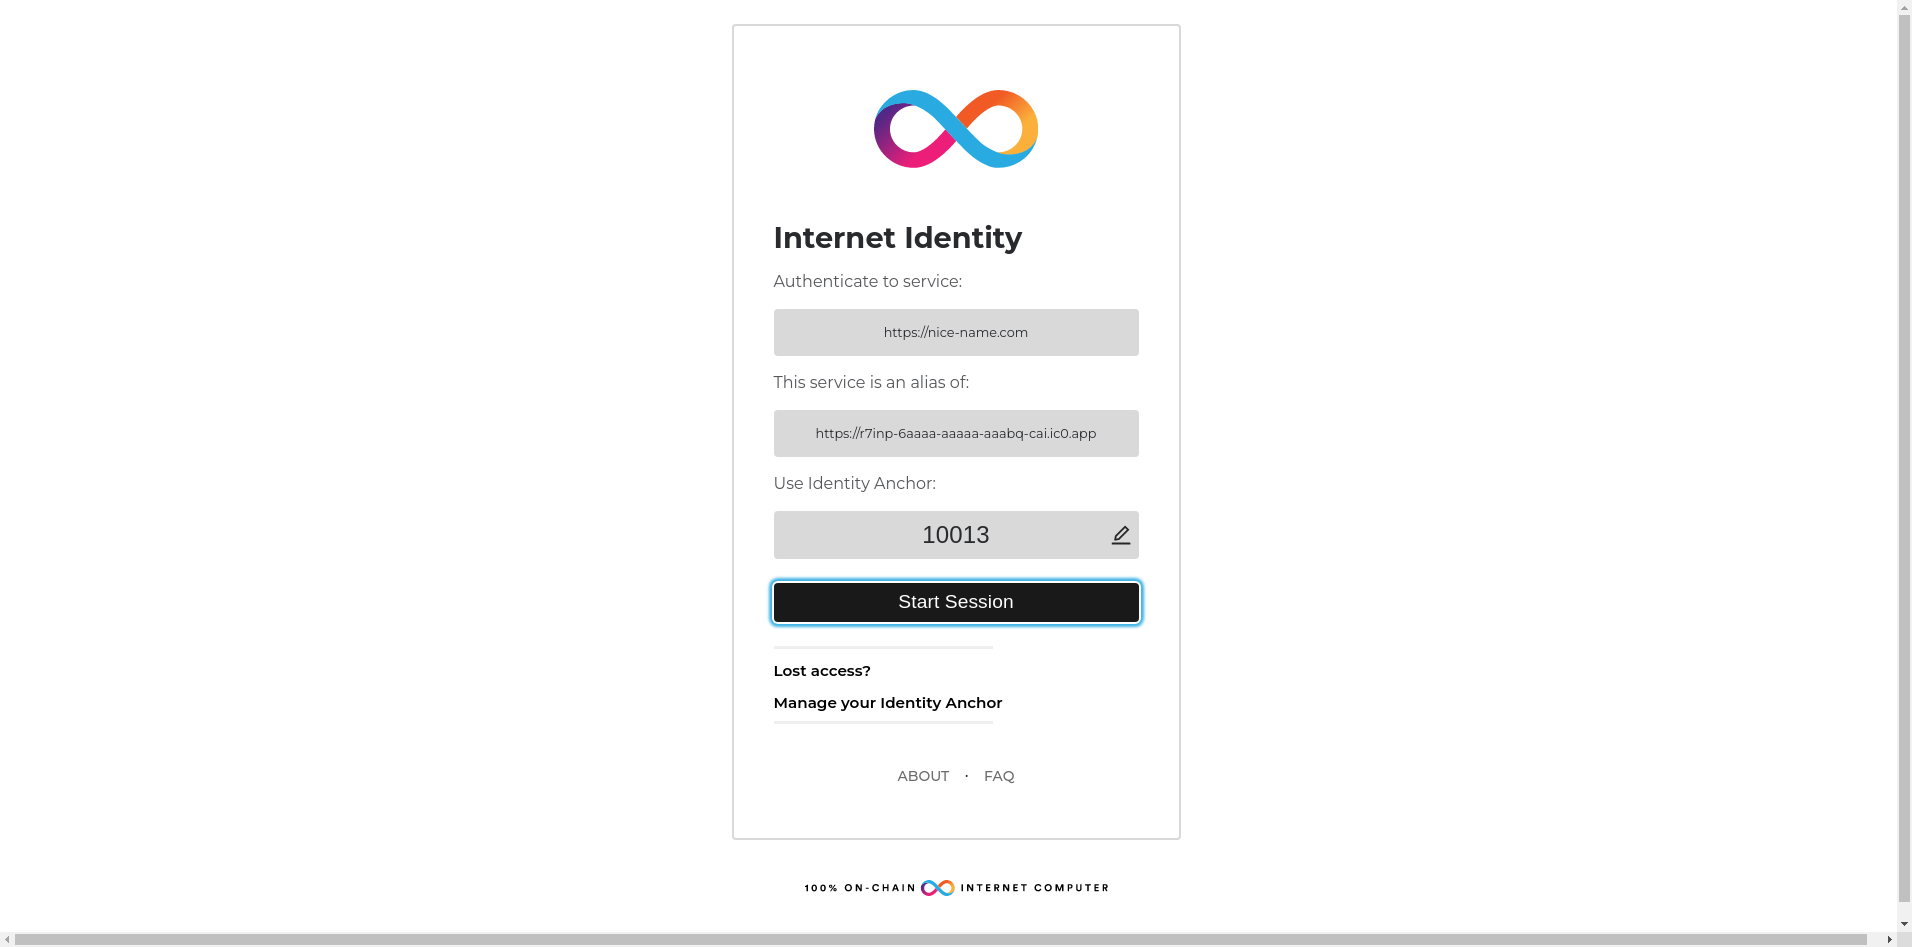 Internet Identity
Authenticate to service:
https://nice-name.com
This service is an alias of:
https://r7inp-6aaaa-aaaaa-aaabq-cai.ic0.app
Use Identity Anchor:
10013
Start Session
Lost access?
Manage your Identity Anchor
ABOUT · FAQ
100% ON-CHAIN INTERNET COMPUTER